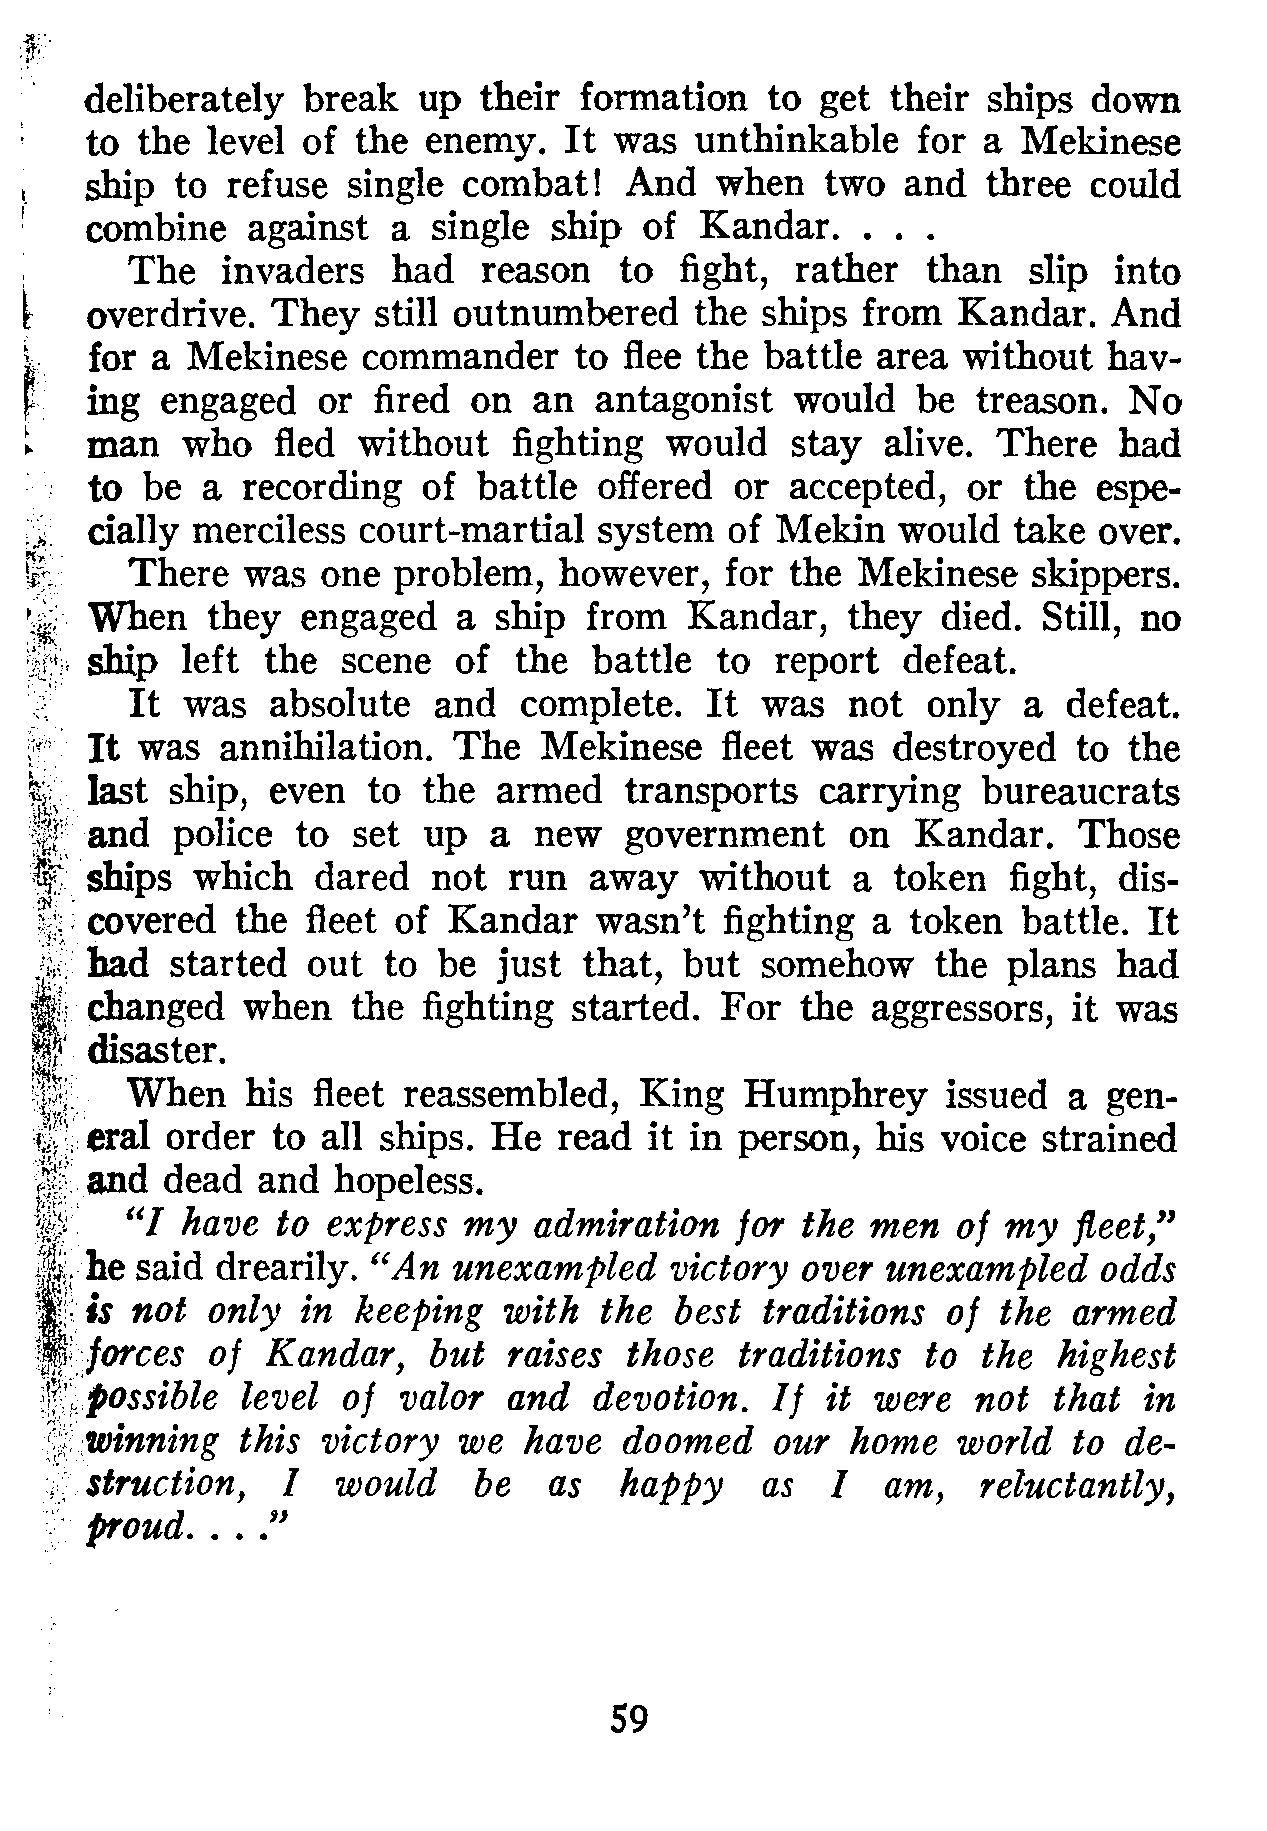 deliberately break up their formation to get their ships down
to the level of the enemy. It was unthinkable for a Mekinese
ship to refuse single combat! And when two and three could
combine against a single ship of Kandar. . . .
The invaders had reason to fight, rather than slip into
overdrive. They still outnumbered the ships from Kandar. And
for a Mekinese commander to flee the battle area without hav-
ing engaged or fired on an antagonist would be treason. No
man who fled without fighting would stay alive. There had
to be a recording of battle offered or accepted, or the espe-
cially merciless court-martial system of Mekin would take over.
There was one problem, however, for the Mekinese skippers.
When they engaged a ship from Kandar, they died. Still, no
ship left the scene of the battle to report defeat.
It was absolute and complete. It was not only a defeat.
It was annihilation. The Mekinese fleet was destroyed to the
last ship, even to the armed transports carrying bureaucrats
and police to set up a new government on Kandar. Those
ships which dared not run away without a token fight, dis-
covered the fleet of Kandar wasn't fighting a token battle. It
had started out to be just that, but somehow the plans had
changed when the fighting started. For the aggressors, it was
disaster.
When his fleet reassembled, King Humphrey issued a gen-
eral order to all ships. He read it in person, his voice strained
and dead and hopeless.
"I have to express my admiration for the men of my fleet,"
he said drearily. "An unexampled victory over unexampled odds
is not only in keeping with the best traditions of the armed
forces of Kandar, but raises those traditions to the highest
possible level of valor and devotion. If it were not that in
winning this victory we have doomed our home world to de-
struction, I would be as happy as I am, reluctantly,
proud. . . ."
59